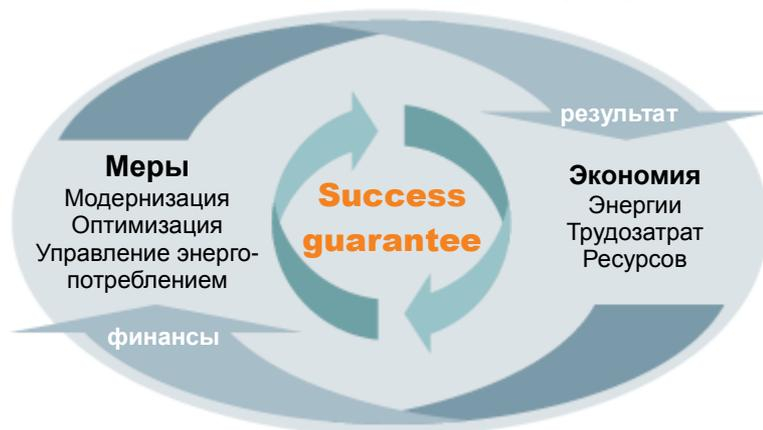 результат
Меры
Модернизация
Оптимизация
Управление энерго-
потреблением
Success
guarantee
Экономия
Энергии
Трудозатрат
Ресурсов
финансы